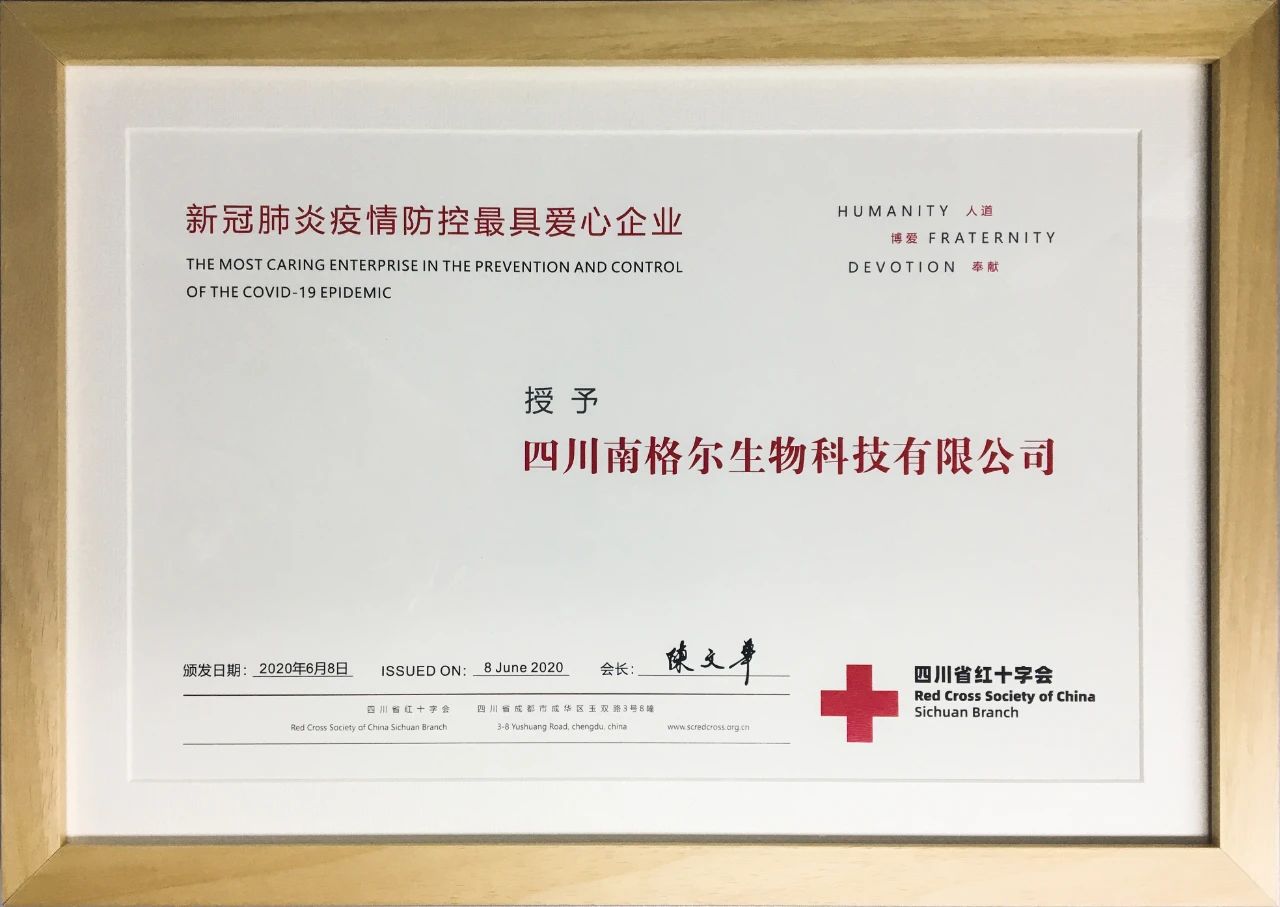 新冠肺炎疫情防控最具爱心企业
THE MOST CARING ENTERPRISE IN THE PREVENTION AND CONTROL
OF THE COVID-19 EPIDEMIC
HUMANITY 人道
博爱 FRATERNITY
DEVOTION 奉献
授予
四川南格尔生物科技有限公司
颁发日期: 2020年6月8日 ISSUED ON: 8 June 2020 会长: 陳文華
四川省红十字会 四川省成都市成华区玉双路3号8幢
Red Cross Society of China Sichuan Branch 3-8 Yushuang Road, chengdu, china www.scredcross.org.cn
四川省红十字会
Red Cross Society of China
Sichuan Branch